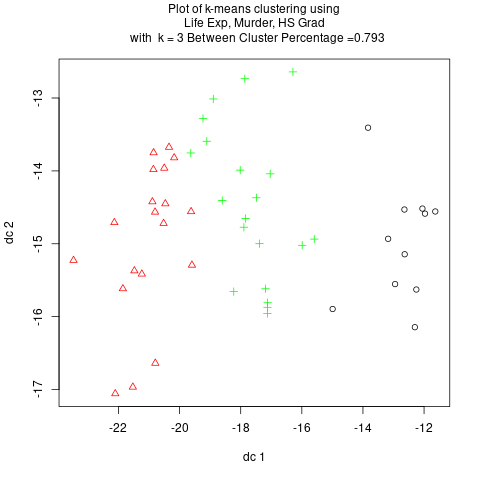 Plot of k-means clustering using
Life Exp, Murder, HS Grad
with  k = 3 Between Cluster Percentage =0.793
-13
-14
-15
-16
-17
dc 2
-22 -20 -18 -16 -14 -12
dc 1